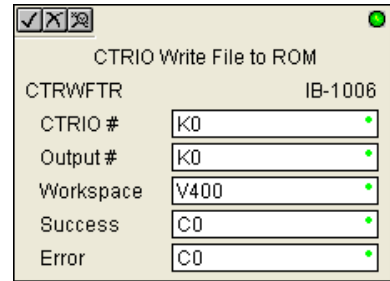 CTRIO Write File to ROM
CTRWFTR IB-1006
CTRIO # K0
Output # K0
Workspace V400
Success C0
Error C0